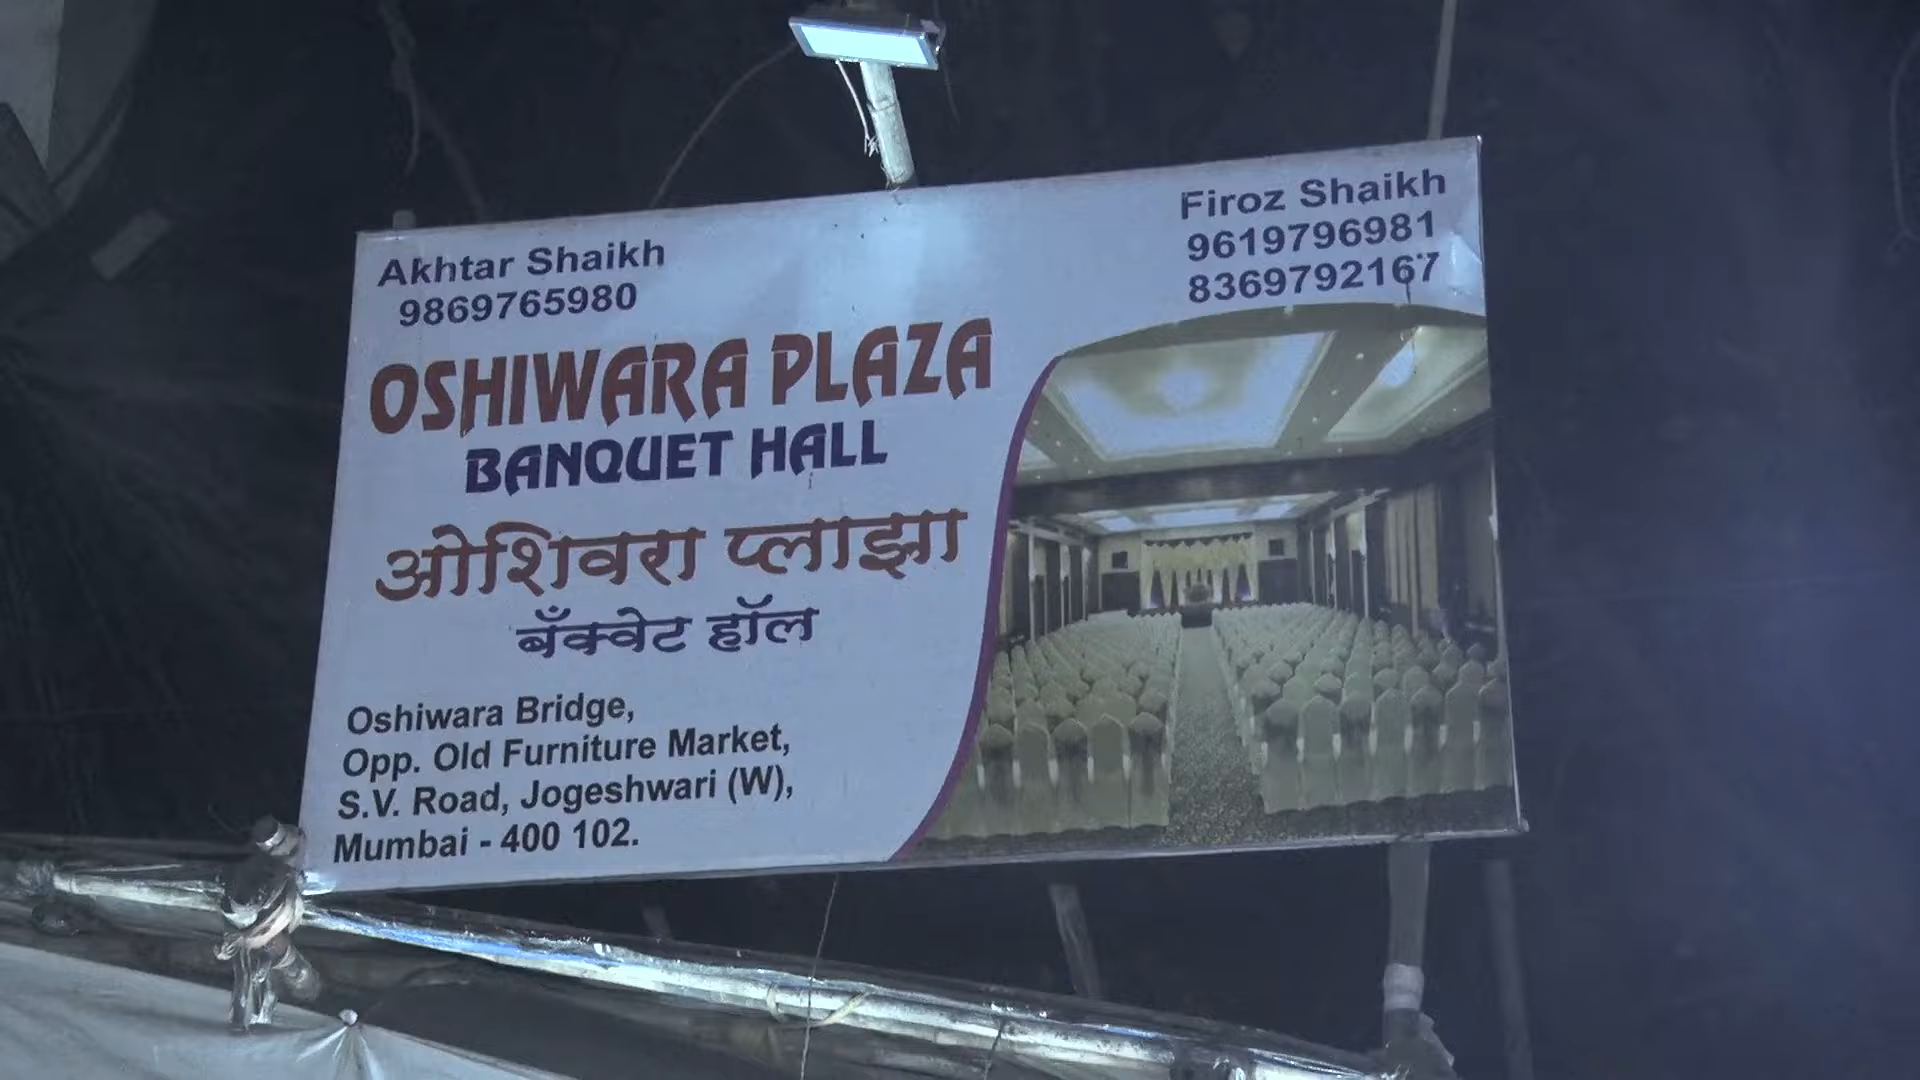 Akhtar Shaikh
9869765980
Firoz Shaikh
9619796981
8369792167
OSHIWARA PLAZA
BANQUET HALL
ओशिवरा प्लाझा
बँक्वेट हॉल
Oshiwara Bridge,
Opp. Old Furniture Market,
S.V. Road, Jogeshwari (W),
Mumbai - 400 102.